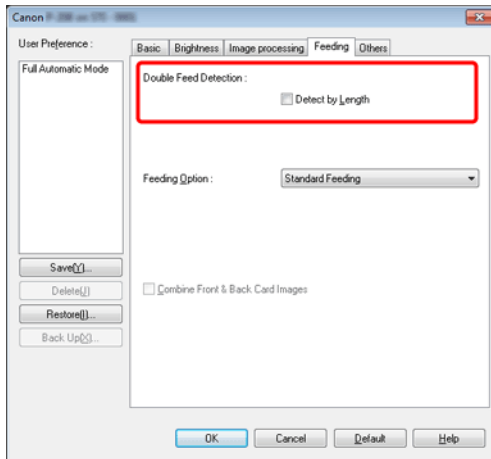 Canon
User Preference :
Full Automatic Mode
Basic Brightness Image processing Feeding Others
Double Feed Detection :
Detect by Length
Feeding Option : Standard Feeding
Combine Front & Back Card Images
Save(Y)...
Delete(J)
Restore(I)...
Back Up(X)...
OK Cancel Default Help